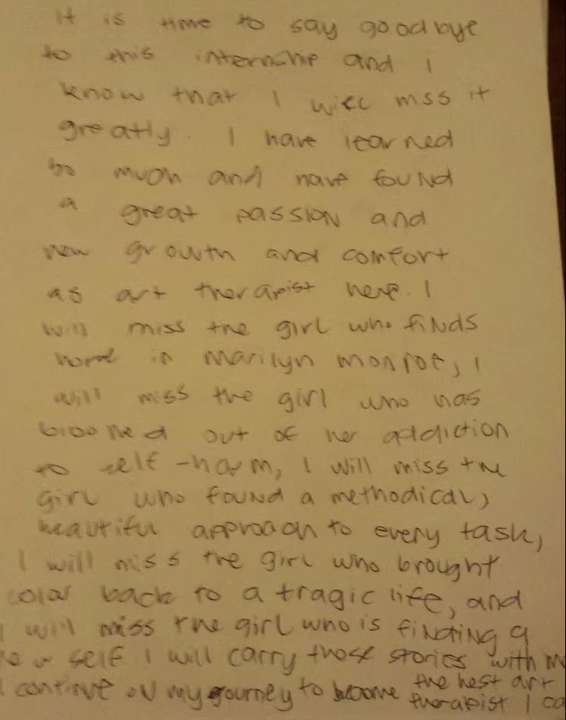 It is time to say goodbye
to this internship and I
know that I will mss it
greatly. I have learned
so much and have found
a great passion and
new growth and comfort
as art therapist here. I
will miss the girl who finds
in Marilyn Monroe, I
will miss the girl who has
bloomed out of her addiction
to self-harm, I will miss the
girl who found a methodical,
beautiful approach to every task,
I will miss the girl who brought
color back to a tragic life, and
I will miss the girl who is finding a
new self I will carry those stories with m
I continue on my journey to become the best art
therapist I ca